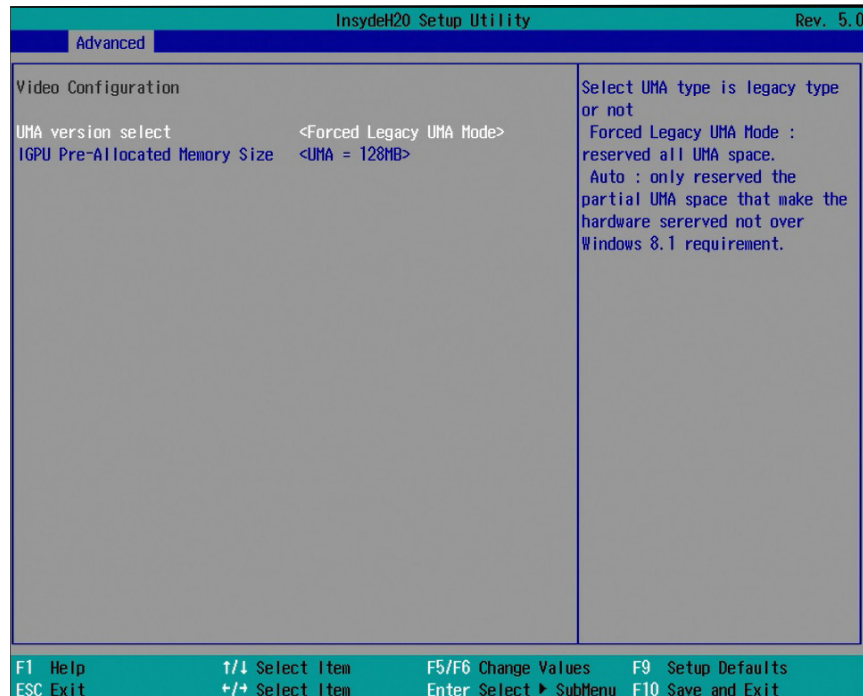 InsydeH20 Setup Utility Rev. 5.0
Advanced
Video Configuration
UMA version select <Forced Legacy UMA Mode>
IGPU Pre-Allocated Memory Size <UMA = 128MB>
Select UMA type is legacy type
or not
Forced Legacy UMA Mode :
reserved all UMA space.
Auto : only reserved the
partial UMA space that make the
hardware sererved not over
Windows 8.1 requirement.
F1 Help ↑/↓ Select Item F5/F6 Change Values F9 Setup Defaults
ESC Exit ←/→ Select Item Enter Select ▶ SubMenu F10 Save and Exit